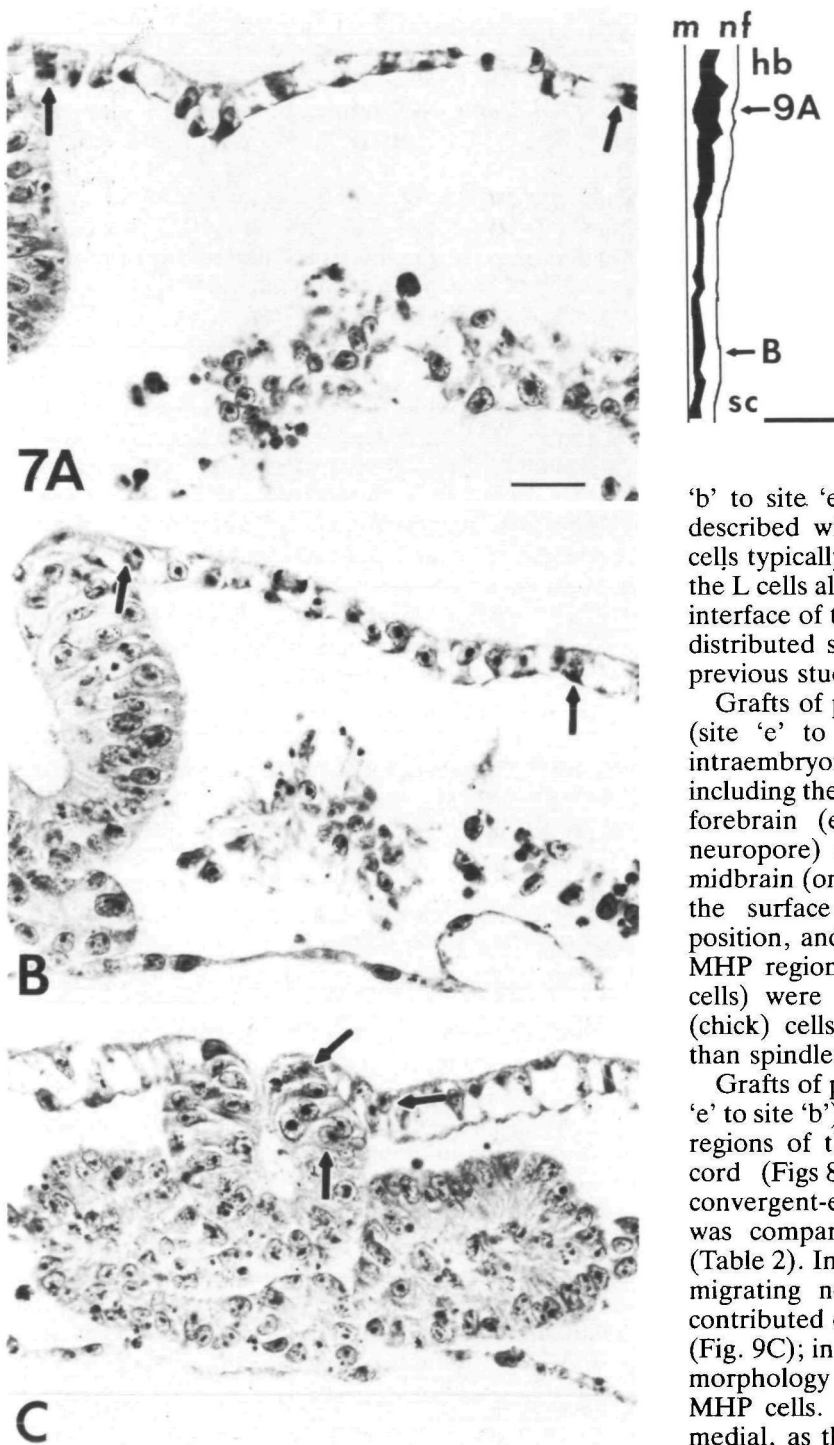 7A
B
C
m nf
hb
9A
B
sc
'b' to site 'e
described w
cells typically
the L cells al
interface of t
distributed s
previous stu
Grafts of p
(site 'e' to
intraembryo
including the
forebrain (e
neuropore)
midbrain (or
the surface
position, and
MHP region
cells) were
(chick) cells
than spindle
Grafts of p
'e' to site 'b')
regions of t
cord (Figs 8
convergent-e
was compar
(Table 2). In
migrating n
contributed
(Fig. 9C); in
morphology
MHP cells.
medial, as th